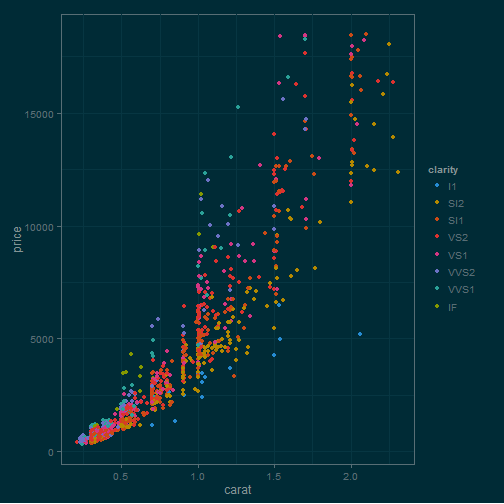 price
15000
10000
5000
0
0.5 1.0 1.5 2.0
carat
clarity
I1
SI2
SI1
VS2
VS1
VVS2
VVS1
IF